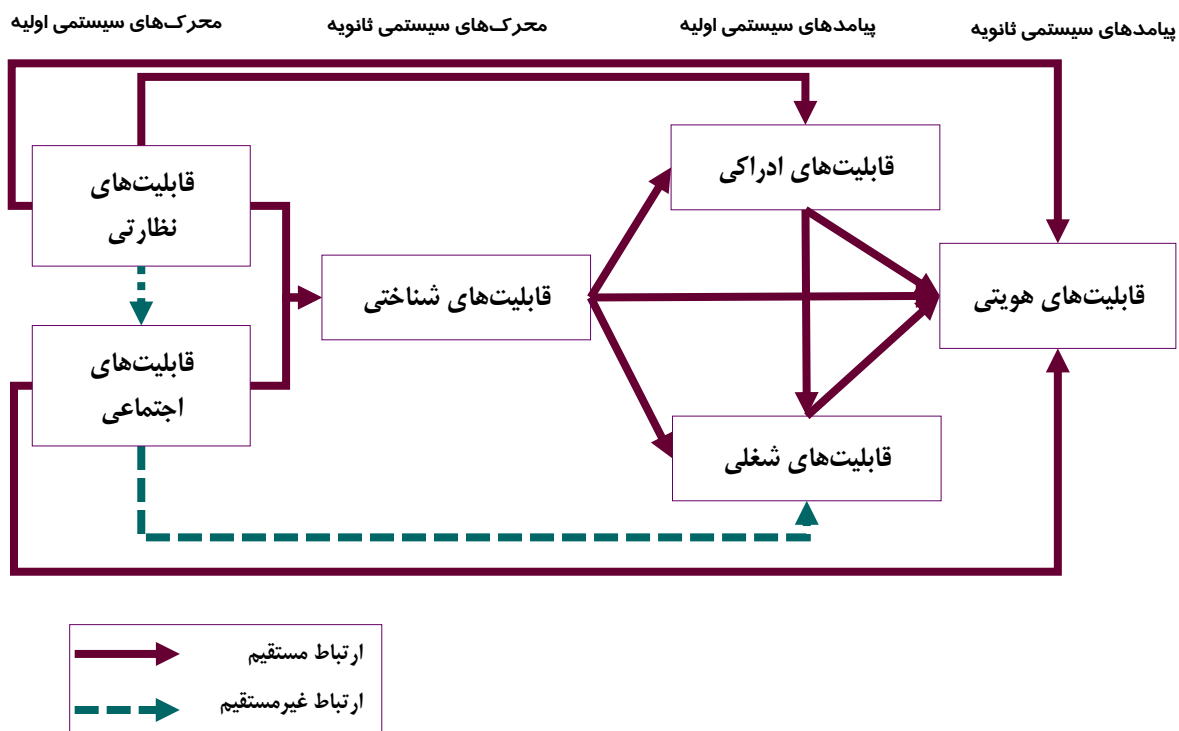 محرک‌های سیستمی اولیه
محرک‌های سیستمی ثانویه
پیامدهای سیستمی اولیه
پیامدهای سیستمی ثانویه
قابلیت‌های
نظارتی
قابلیت‌های
اجتماعی
قابلیت‌های شناختی
قابلیت‌های ادراکی
قابلیت‌های شغلی
قابلیت‌های هویتی
ارتباط مستقیم
ارتباط غیرمستقیم